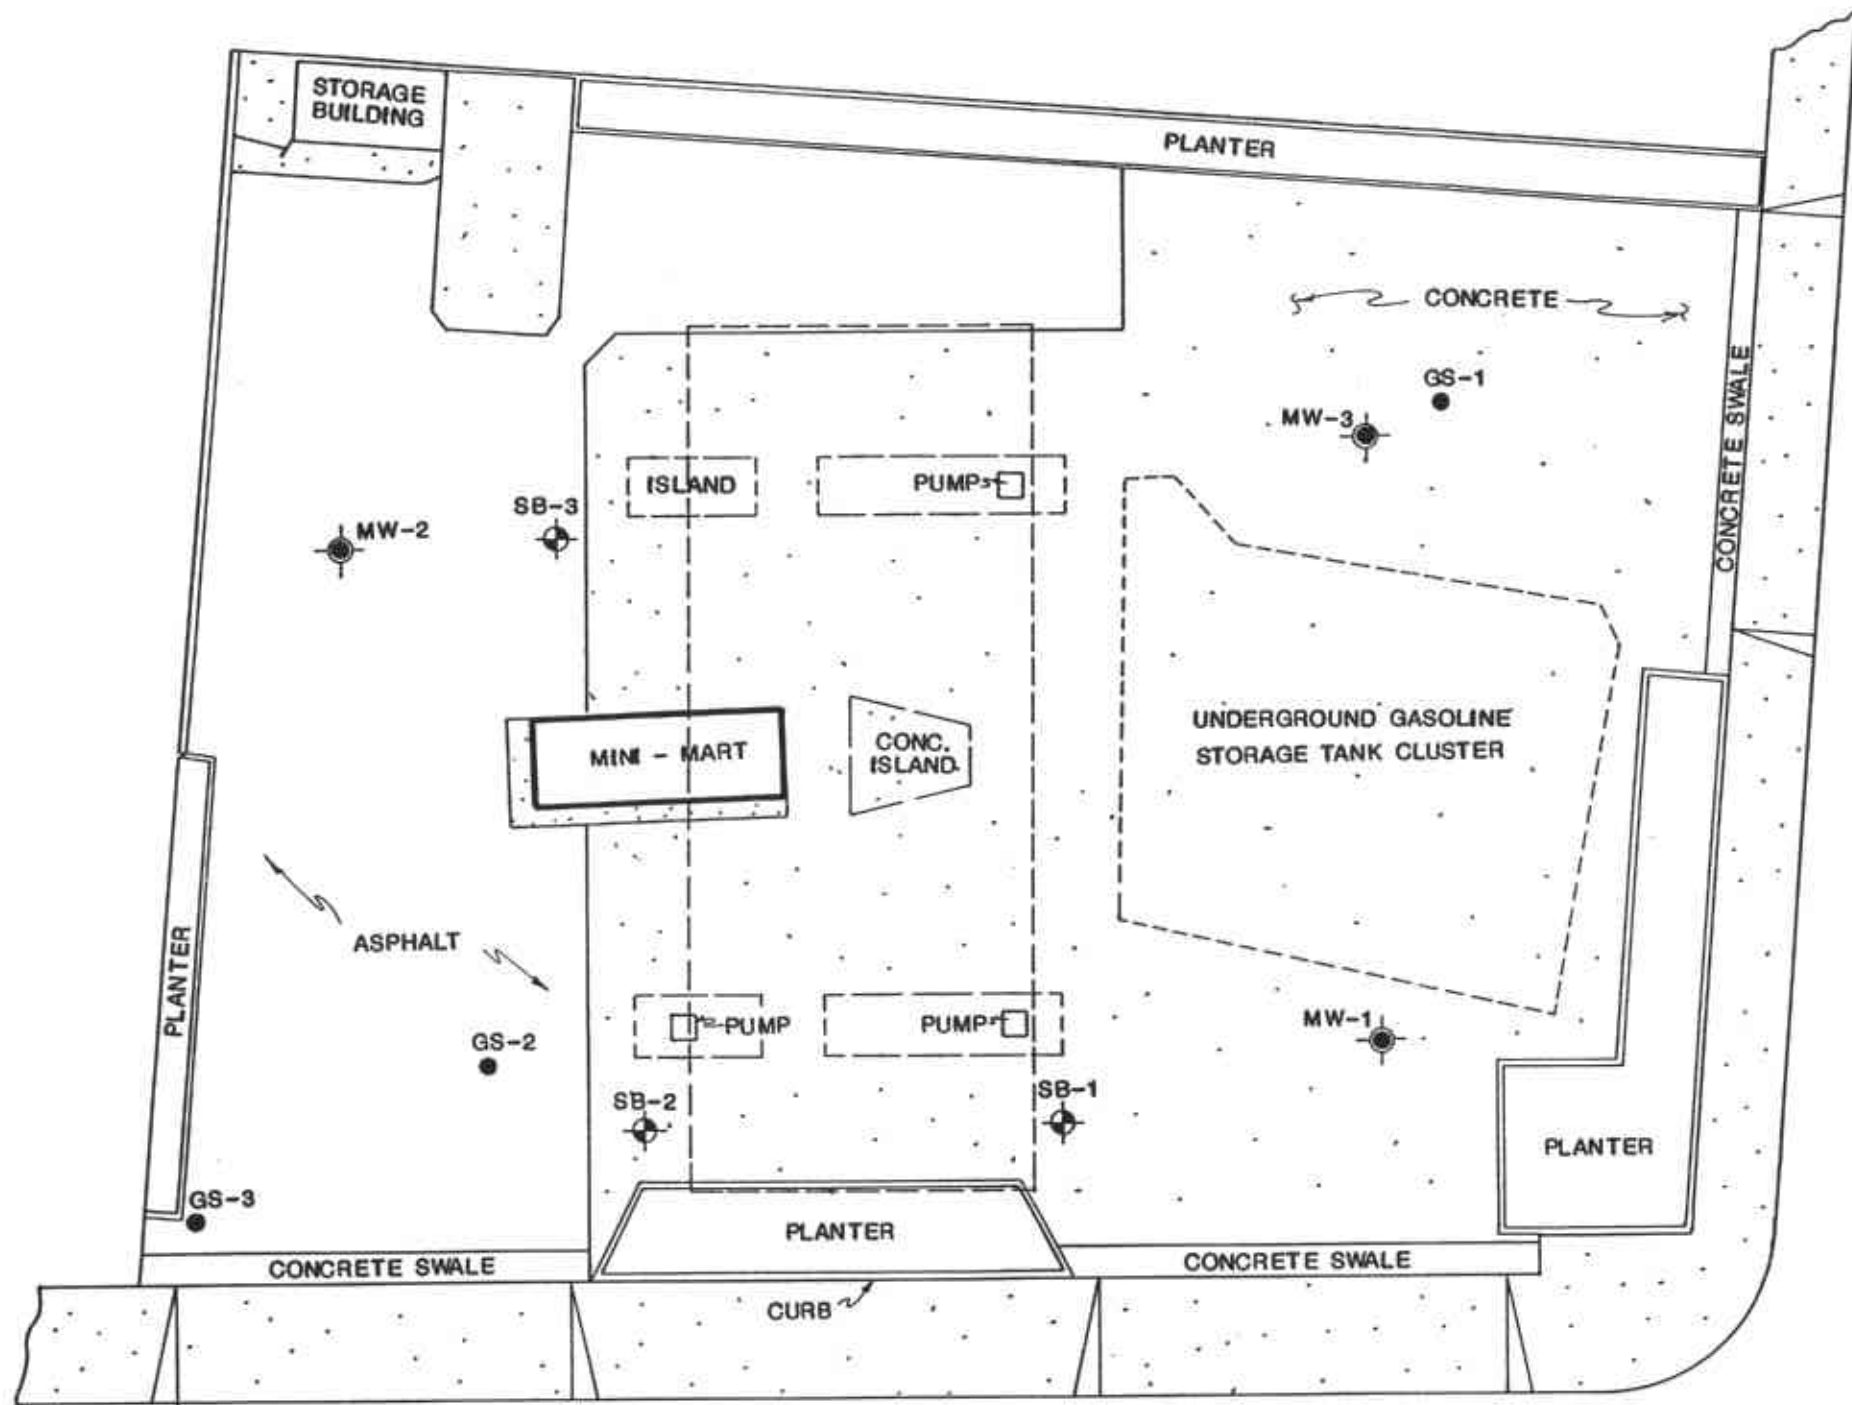 STORAGE
BUILDING
PLANTER
CONCRETE
GS-1
MW-3
CONCRETE SWALE
ISLAND
PUMP
SB-3
MW-2
UNDERGROUND GASOLINE
STORAGE TANK CLUSTER
MINI - MART
CONC.
ISLAND
ASPHALT
PLANTER
PUMP
PUMP
MW-1
GS-2
SB-2
SB-1
PLANTER
GS-3
PLANTER
CONCRETE SWALE
CONCRETE SWALE
CURB